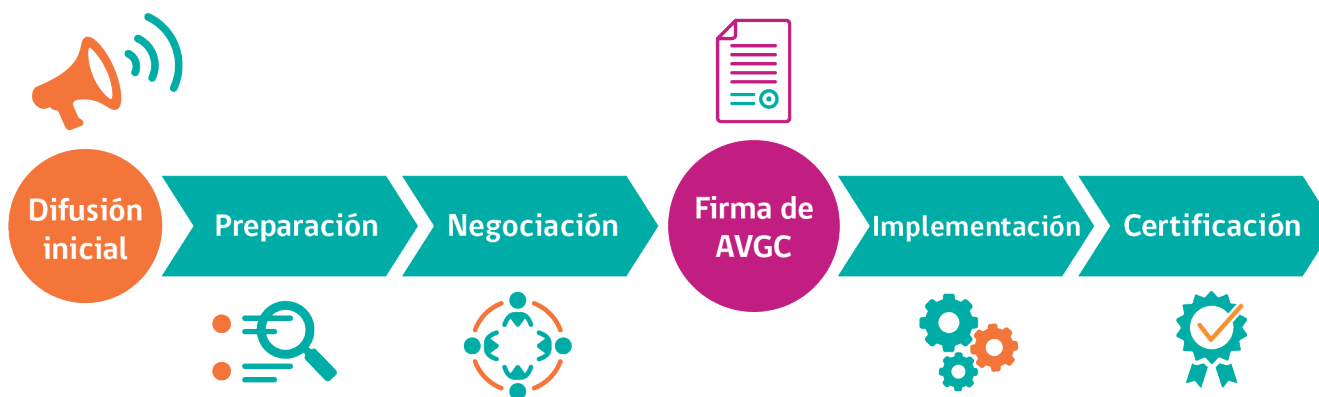 Difusión
inicial
Preparación
Negociación
Firma de
AVGC
Implementación
Certificación